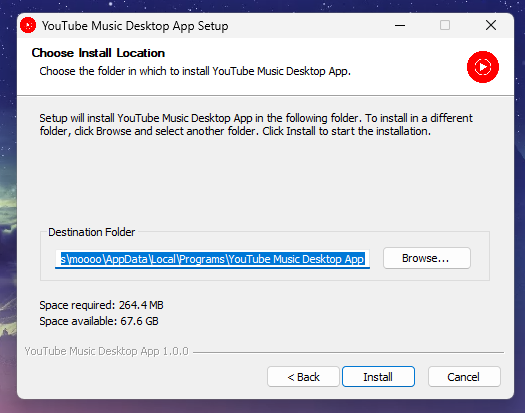 YouTube Music Desktop App Setup
Choose Install Location
Choose the folder in which to install YouTube Music Desktop App.
Setup will install YouTube Music Desktop App in the following folder. To install in a different
folder, click Browse and select another folder. Click Install to start the installation.
Destination Folder
s\moooo\AppData\Local\Programs\YouTube Music Desktop App
Browse...
Space required: 264.4 MB
Space available: 67.6 GB
YouTube Music Desktop App 1.0.0
< Back
Install
Cancel